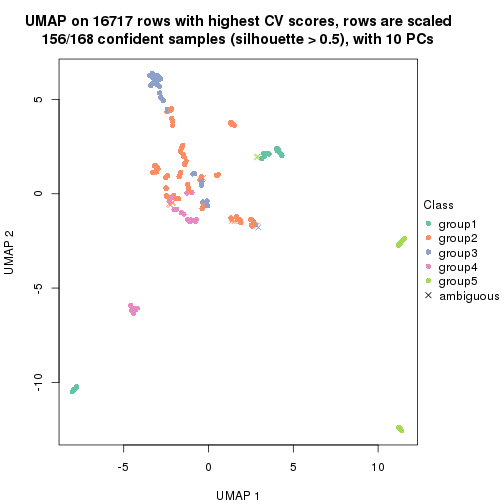 UMAP on 16717 rows with highest CV scores, rows are scaled
156/168 confident samples (silhouette > 0.5), with 10 PCs
5
0
-5
-10
UMAP 2
-5
0
5
10
UMAP 1
Class
group1
group2
group3
group4
group5
ambiguous